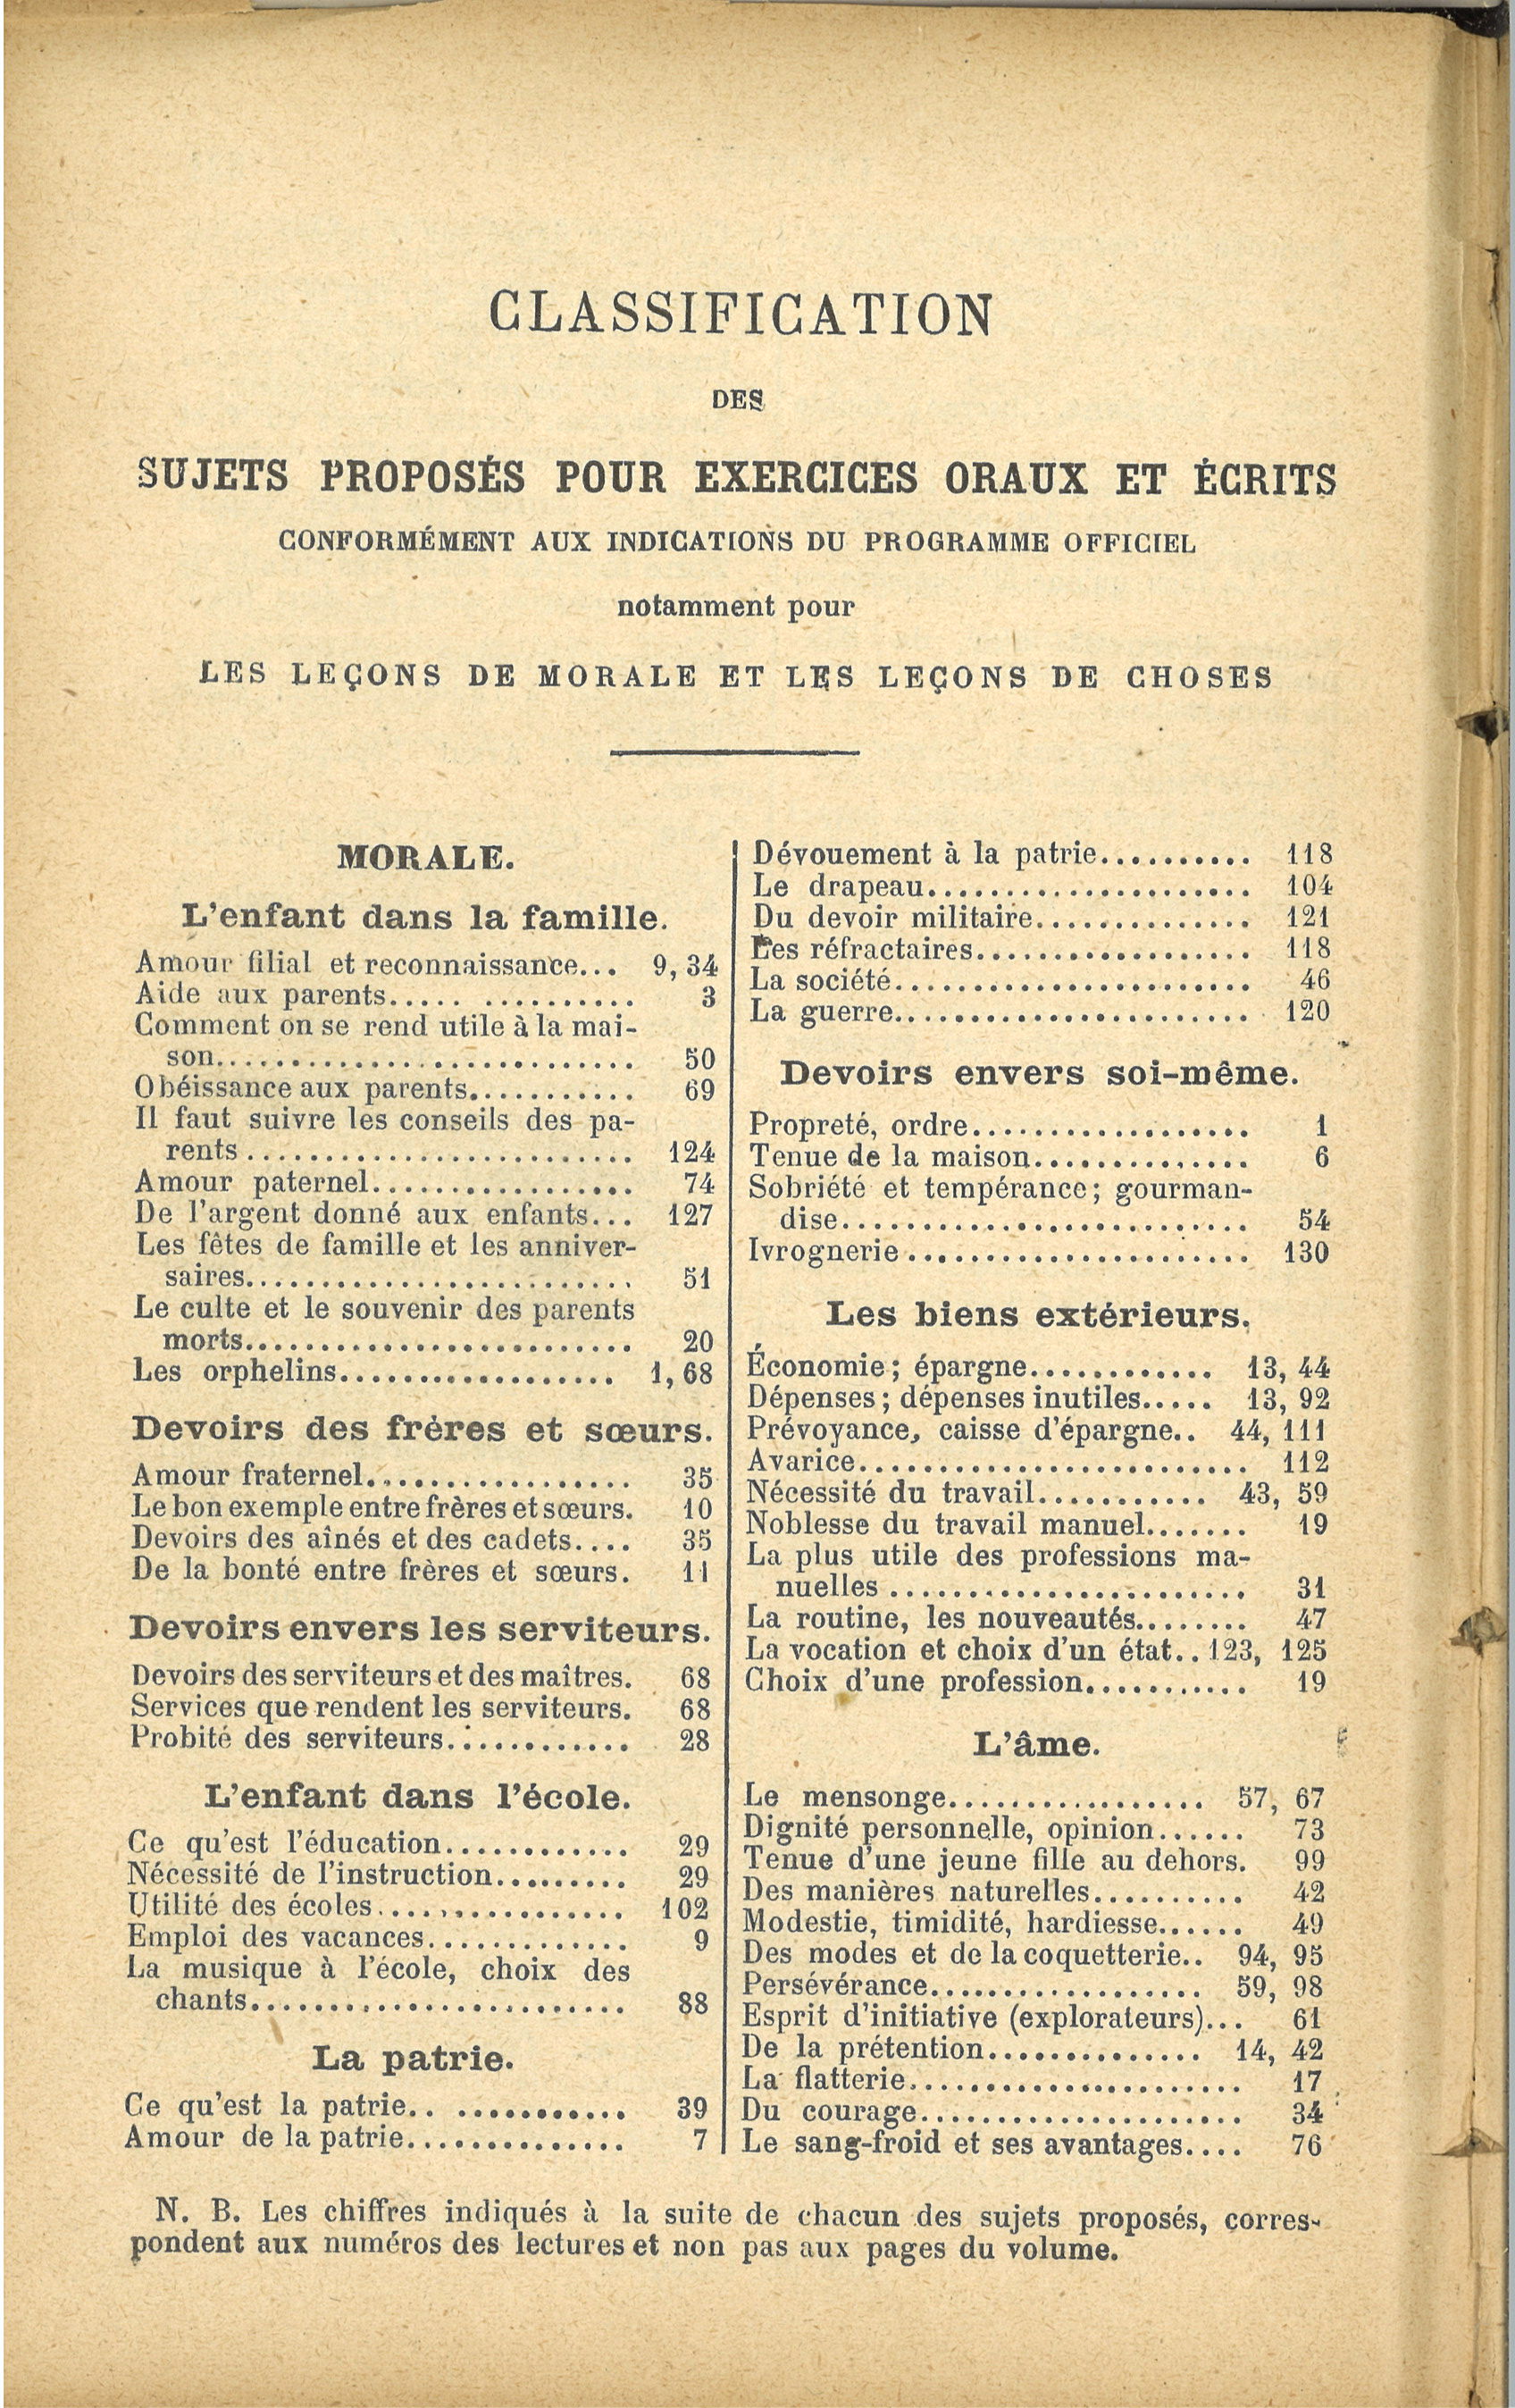 CLASSIFICATION
DES
SUJETS PROPOSÉS POUR EXERCICES ORAUX ET ÉCRITS
CONFORMÉMENT AUX INDICATIONS DU PROGRAMME OFFICIEL
notamment pour
LES LEÇONS DE MORALE ET LES LEÇONS DE CHOSES
MORALE.
L'enfant dans la famille.
Amour filial et reconnaissance... 9, 34
Aide aux parents..... .......... 3
Comment on se rend utile à la mai-
son........................... 50
Obéissance aux parents........... 69
Il faut suivre les conseils des pa-
rents ......................... 124
Amour paternel................. 74
De l'argent donné aux enfants... 127
Les fêtes de famille et les anniver-
saires......................... 51
Le culte et le souvenir des parents
morts......................... 20
Les orphelins.................. 1, 68
Devoirs des frères et sœurs.
Amour fraternel................. 35
Le bon exemple entre frères et sœurs. 10
Devoirs des aînés et des cadets.... 35
De la bonté entre frères et sœurs. 11
Devoirs envers les serviteurs.
Devoirs des serviteurs et des maîtres. 68
Services que rendent les serviteurs. 68
Probité des serviteurs............ 28
L'enfant dans l'école.
Ce qu'est l'éducation............ 29
Nécessité de l'instruction......... 29
Utilité des écoles................ 102
Emploi des vacances............. 9
La musique à l'école, choix des
chants........................ 88
La patrie.
Ce qu'est la patrie.. ........... 39
Amour de la patrie.............. 7
Dévouement à la patrie.......... 118
Le drapeau..................... 104
Du devoir militaire.............. 121
Les réfractaires.................. 118
La société....................... 46
La guerre....................... 120
Devoirs envers soi-même.
Propreté, ordre.................. 1
Tenue de la maison.............. 6
Sobriété et tempérance; gourman-
dise.......................... 54
Ivrognerie ...................... 130
Les biens extérieurs.
Économie; épargne............ 13, 44
Dépenses; dépenses inutiles..... 13, 92
Prévoyance, caisse d'épargne.. 44, 111
Avarice......................... 112
Nécessité du travail........... 43, 59
Noblesse du travail manuel....... 19
La plus utile des professions ma-
nuelles ....................... 31
La routine, les nouveautés........ 47
La vocation et choix d'un état.. 123, 125
Choix d'une profession........... 19
L'âme.
Le mensonge................. 57, 67
Dignité personnelle, opinion...... 73
Tenue d'une jeune fille au dehors. 99
Des manières naturelles.......... 42
Modestie, timidité, hardiesse...... 49
Des modes et de la coquetterie.. 94, 95
Persévérance.................. 59, 98
Esprit d'initiative (explorateurs)... 61
De la prétention.............. 14, 42
La flatterie...................... 17
Du courage..................... 34
Le sang-froid et ses avantages.... 76
N. B. Les chiffres indiqués à la suite de chacun des sujets proposés, corres-
pondent aux numéros des lectures et non pas aux pages du volume.